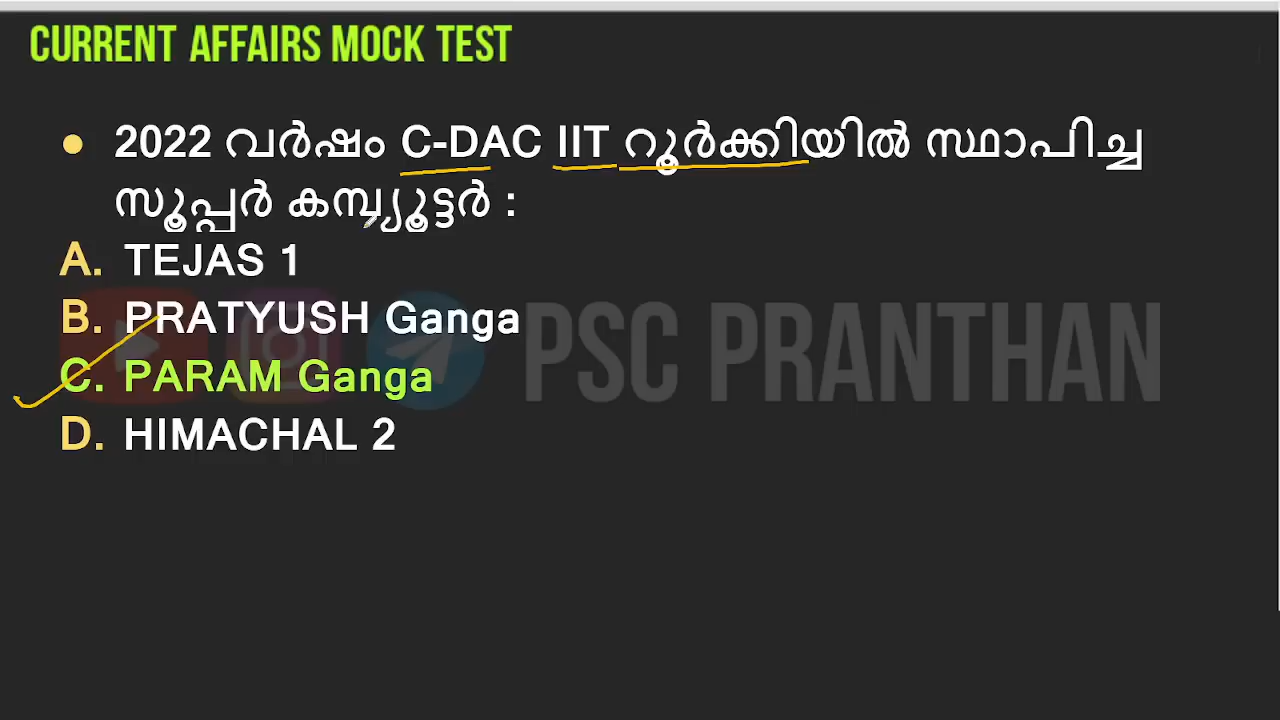 CURRENT AFFAIRS MOCK TEST
• 2022 വർഷം C-DAC IIT റൂർക്കിയിൽ സ്ഥാപിച്ച
സൂപ്പർ കമ്പ്യൂട്ടർ :
A. TEJAS 1
B. PRATYUSH Ganga
C. PARAM Ganga
D. HIMACHAL 2
PSC PRANTHAN